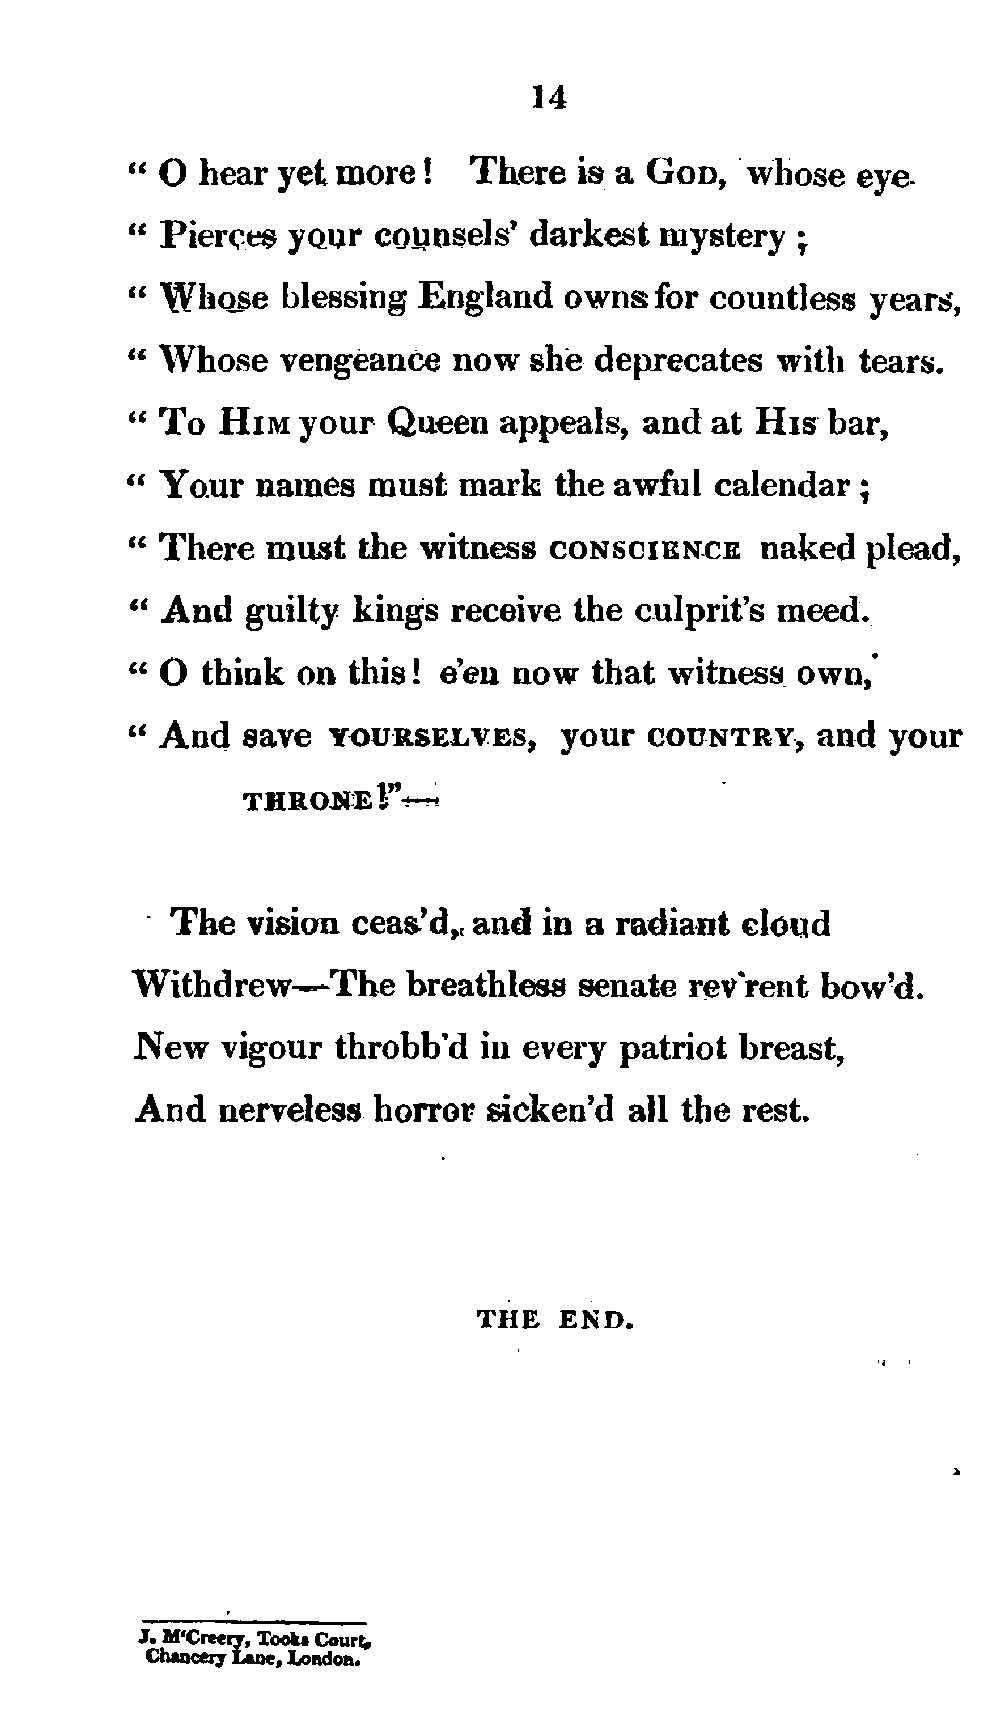 14
“ O hear yet more! There is a GOD, whose eye
“ Pierces your counsels’ darkest mystery ;
“ Whose blessing England owns for countless years,
“ Whose vengeance now she deprecates with tears.
“ To HIM your Queen appeals, and at HIS bar,
“ Your names must mark the awful calendar ;
“ There must the witness CONSCIENCE naked plead,
“ And guilty kings receive the culprit’s meed.
“ O think on this! e’en now that witness own,
“ And save YOURSELVES, your COUNTRY, and your
THRONE!”—
The vision ceas’d, and in a radiant cloud
Withdrew—The breathless senate rev’rent bow’d.
New vigour throbb’d in every patriot breast,
And nerveless horror sicken’d all the rest.
THE END.
J. M‘Creery, Tooks Court,
Chancery Lane, London.